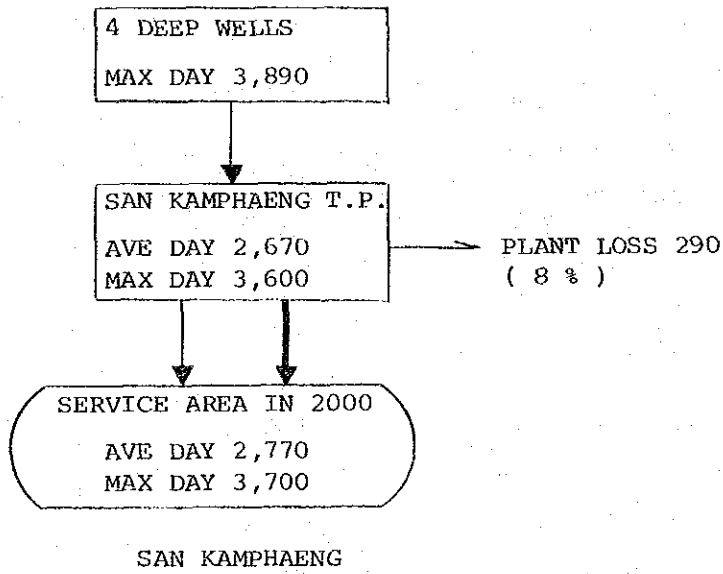 4 DEEP WELLS
MAX DAY 3,890
SAN KAMPHAENG T.P.
AVE DAY 2,670
MAX DAY 3,600
PLANT LOSS 290
( 8 % )
SERVICE AREA IN 2000
AVE DAY 2,770
MAX DAY 3,700
SAN KAMPHAENG